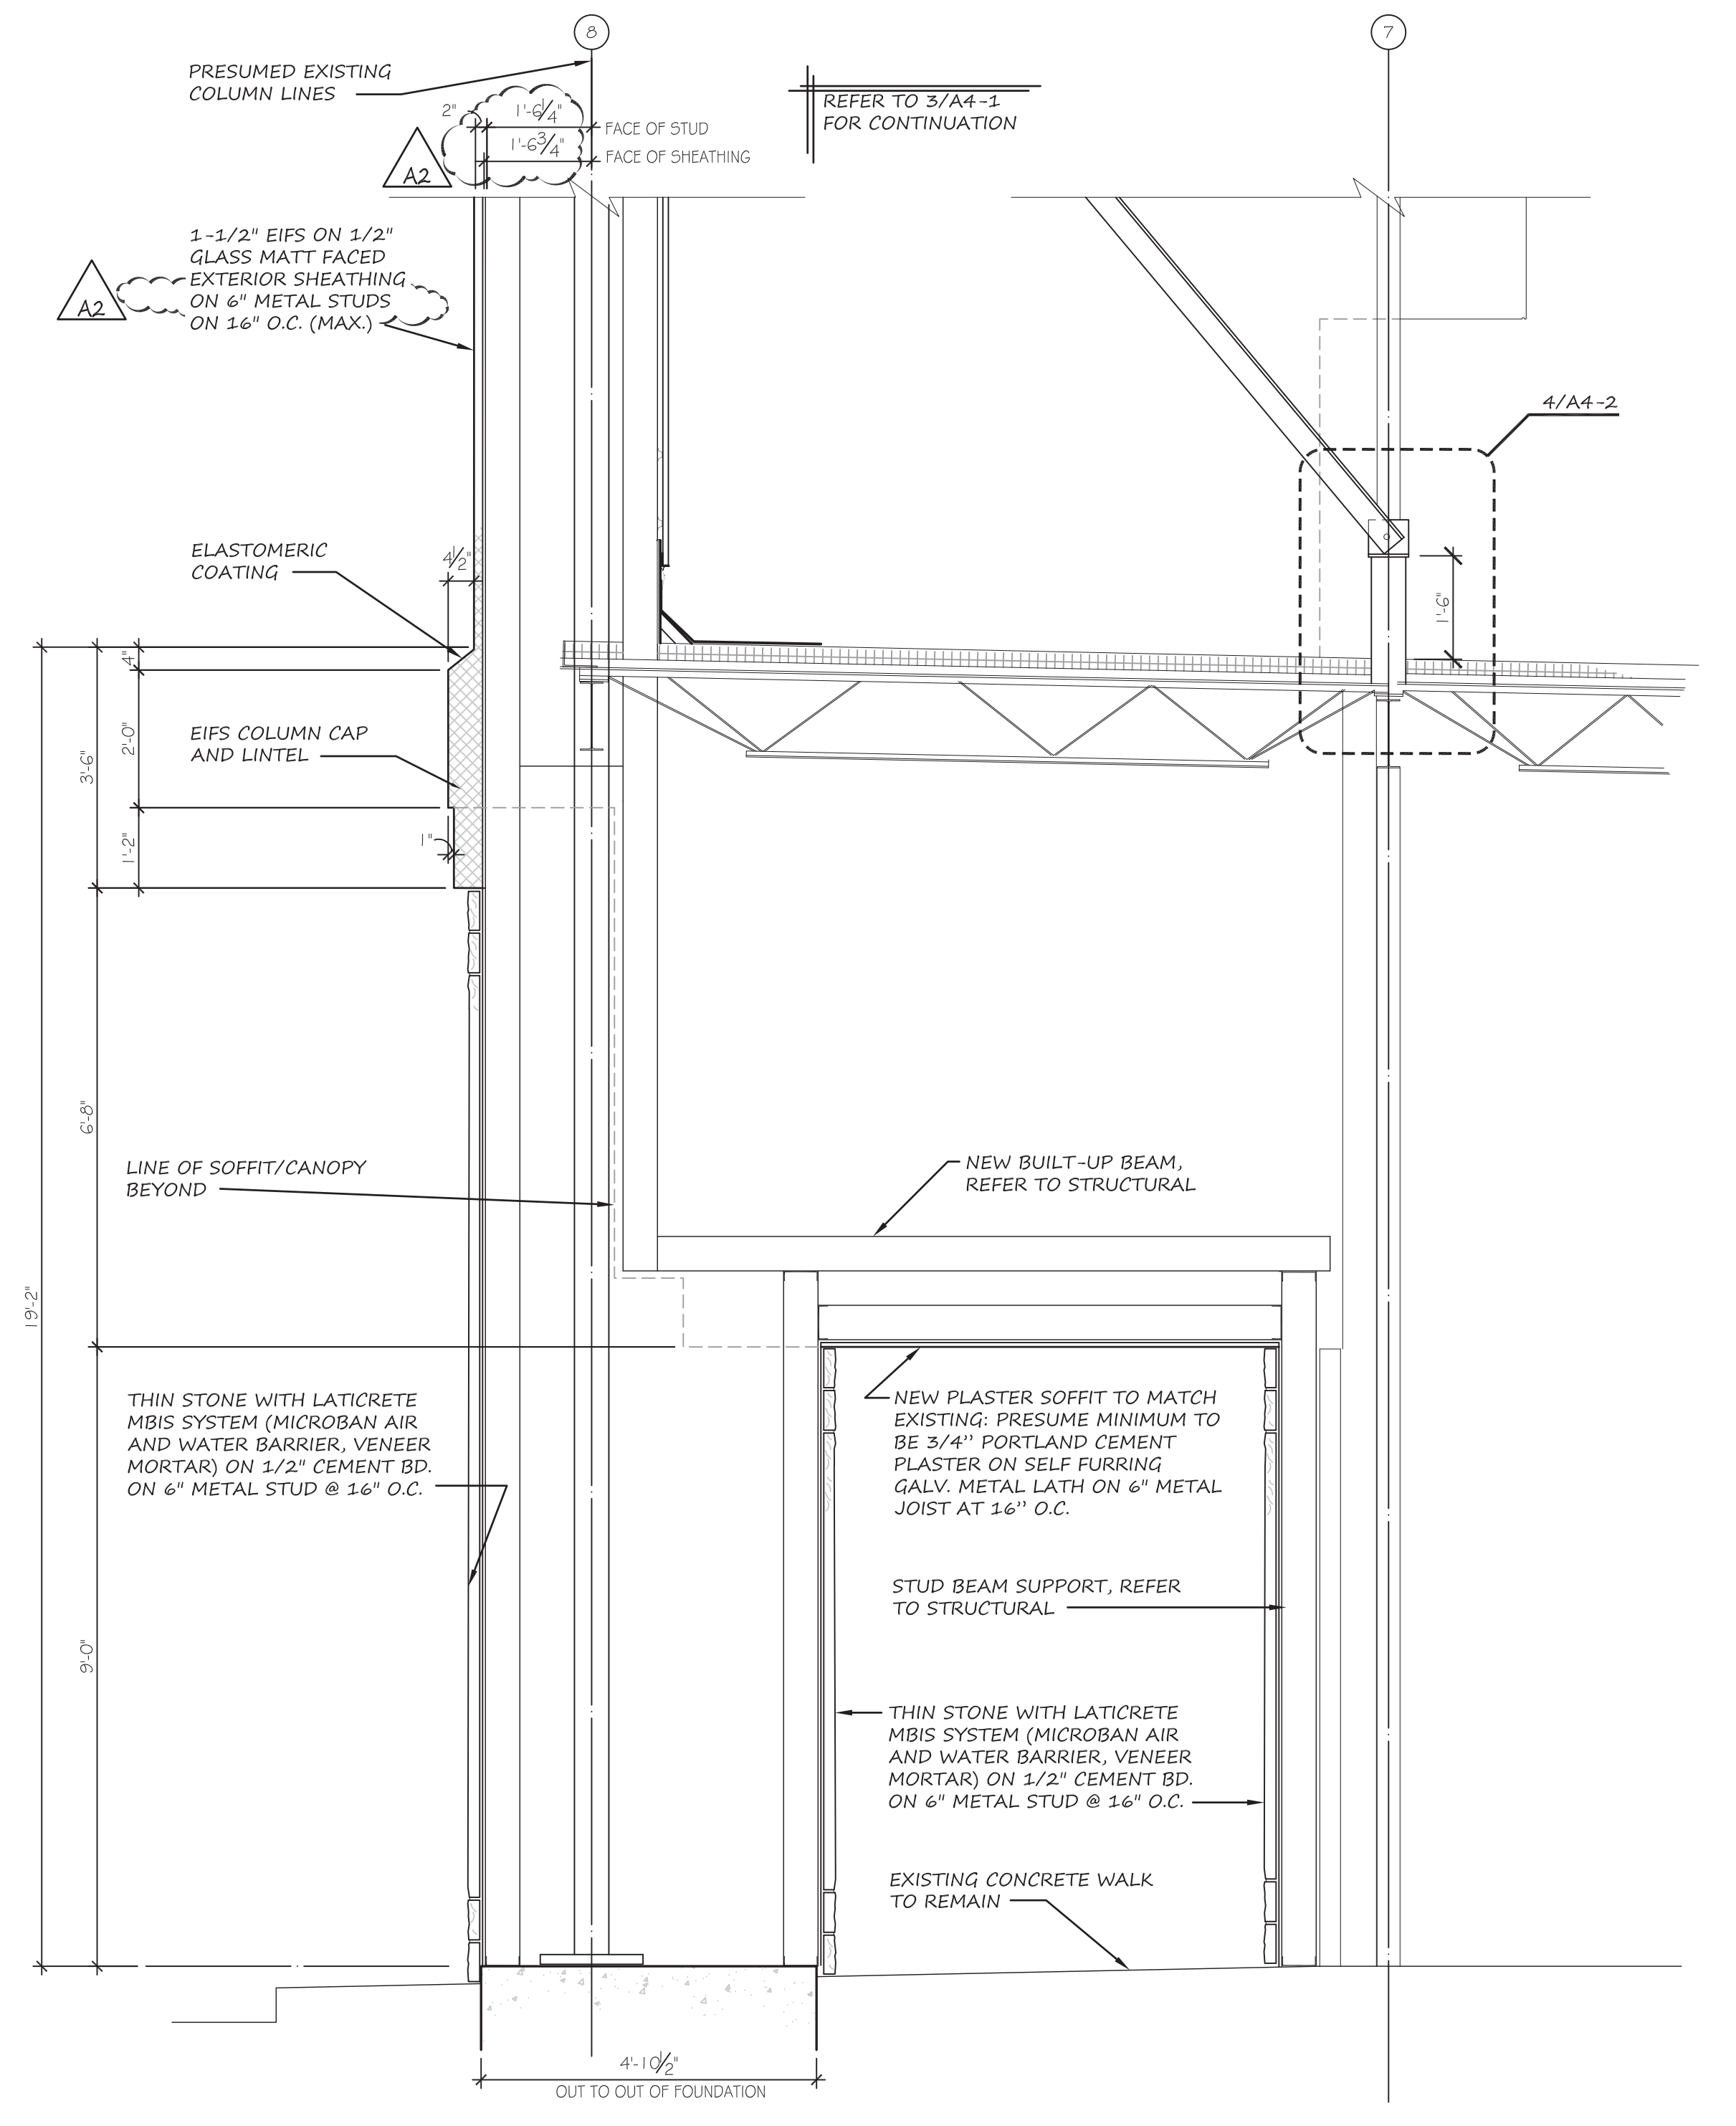 8
7
PRESUMED EXISTING
COLUMN LINES
REFER TO 3/A4-1
FOR CONTINUATION
2"
1'-6 1/4"
FACE OF STUD
1'-6 3/4"
FACE OF SHEATHING
A2
1-1/2" EIFS ON 1/2"
GLASS MATT FACED
EXTERIOR SHEATHING
ON 6" METAL STUDS
ON 16" O.C. (MAX.)
A2
4/A4-2
ELASTOMERIC
COATING
4 1/2"
1'-6"
4"
2'-0"
3'-6"
EIFS COLUMN CAP
AND LINTEL
1'-2"
1"
6'-8"
LINE OF SOFFIT/CANOPY
BEYOND
NEW BUILT-UP BEAM,
REFER TO STRUCTURAL
19'-2"
THIN STONE WITH LATICRETE
MBIS SYSTEM (MICROBAN AIR
AND WATER BARRIER, VENEER
MORTAR) ON 1/2" CEMENT BD.
ON 6" METAL STUD @ 16" O.C.
NEW PLASTER SOFFIT TO MATCH
EXISTING: PRESUME MINIMUM TO
BE 3/4” PORTLAND CEMENT
PLASTER ON SELF FURRING
GALV. METAL LATH ON 6" METAL
JOIST AT 16” O.C.
STUD BEAM SUPPORT, REFER
TO STRUCTURAL
9'-0"
THIN STONE WITH LATICRETE
MBIS SYSTEM (MICROBAN AIR
AND WATER BARRIER, VENEER
MORTAR) ON 1/2" CEMENT BD.
ON 6" METAL STUD @ 16" O.C.
EXISTING CONCRETE WALK
TO REMAIN
4'-10 1/2"
OUT TO OUT OF FOUNDATION